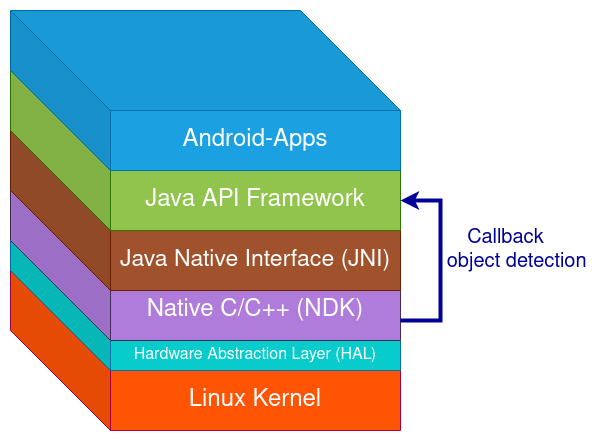 Android-Apps
Java API Framework
Java Native Interface (JNI)
Native C/C++ (NDK)
Hardware Abstraction Layer (HAL)
Linux Kernel
Callback
object detection